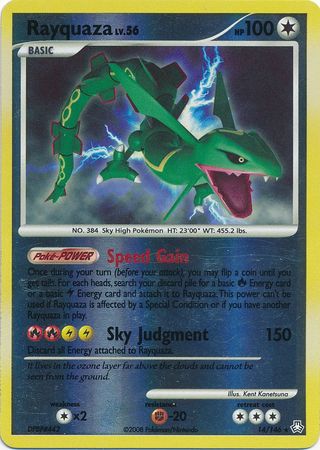 Rayquaza LV.56 HP 100
BASIC
NO. 384 Sky High Pokémon HT: 23'00" WT: 455.2 lbs.
Poké-POWER Speed Gain
Once during your turn (before your attack), you may flip a coin until you
get tails. For each heads, search your discard pile for a basic Energy card
or a basic Energy card and attach it to Rayquaza. This power can't be used
if Rayquaza is affected by a Special Condition or if you have another
Rayquaza in play.
Sky Judgment 150
Discard all Energy attached to Rayquaza.
It lives in the ozone layer far above the clouds and cannot be
seen from the ground.
Illus. Kent Kanetsuna
weakness resistance retreat cost
x2 -20
DPBP#442 ©2008 Pokémon/Nintendo 14/146